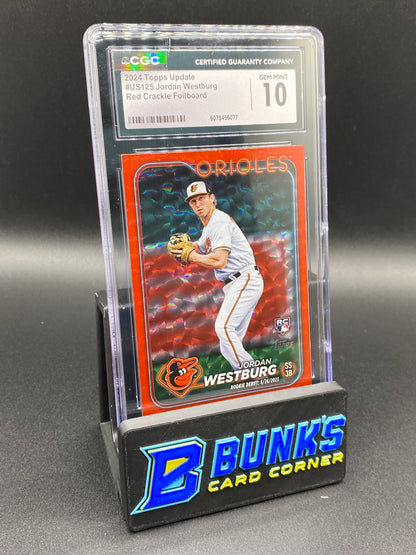 CGC
CERTIFIED GUARANTY COMPANY
2024 Topps Update
#US125 Jordan Westburg
Red Crackle Foilboard
GEM MINT
10
6078456077
ORIOLES
RC
JORDAN
WESTBURG
SS
3B
ROOKIE DEBUT: 6/26/2023
B BUNK'S
CARD CORNER